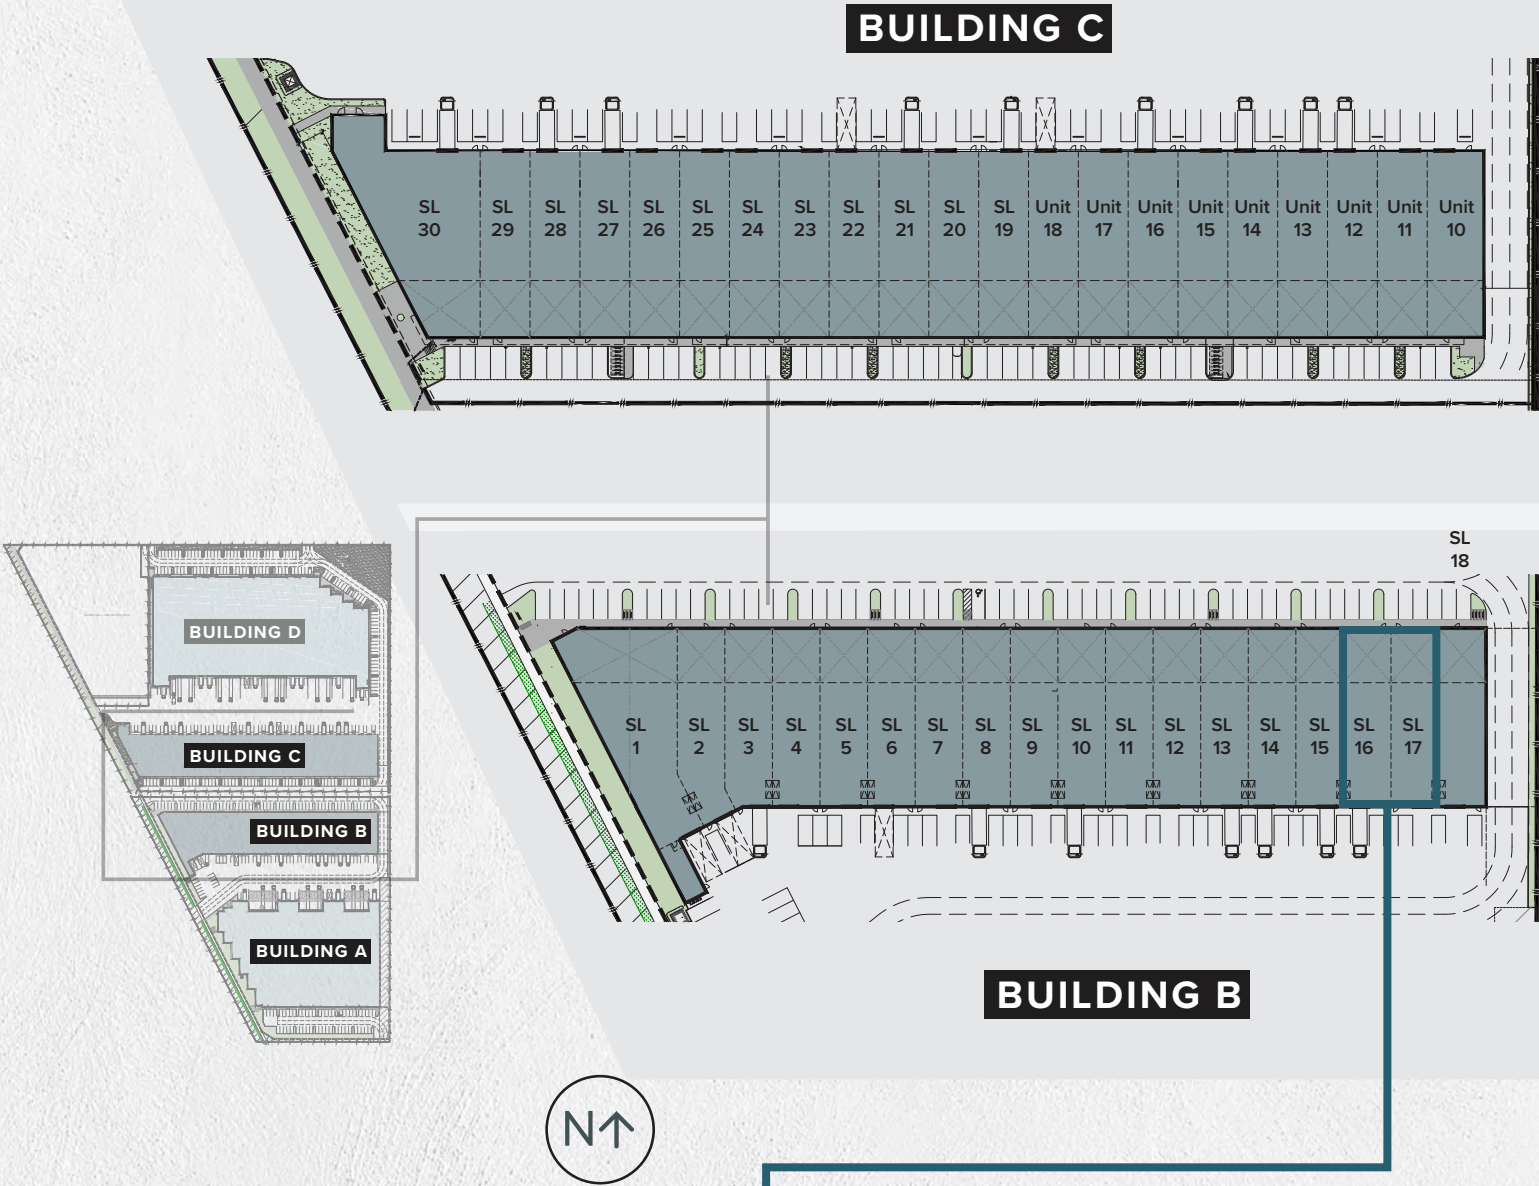 BUILDING C
SL 30
SL 29
SL 28
SL 27
SL 26
SL 25
SL 24
SL 23
SL 22
SL 21
SL 20
SL 19
Unit 18
Unit 17
Unit 16
Unit 15
Unit 14
Unit 13
Unit 12
Unit 11
Unit 10
SL 18
SL 1
SL 2
SL 3
SL 4
SL 5
SL 6
SL 7
SL 8
SL 9
SL 10
SL 11
SL 12
SL 13
SL 14
SL 15
SL 16
SL 17
BUILDING B
BUILDING D
BUILDING C
BUILDING B
BUILDING A
N